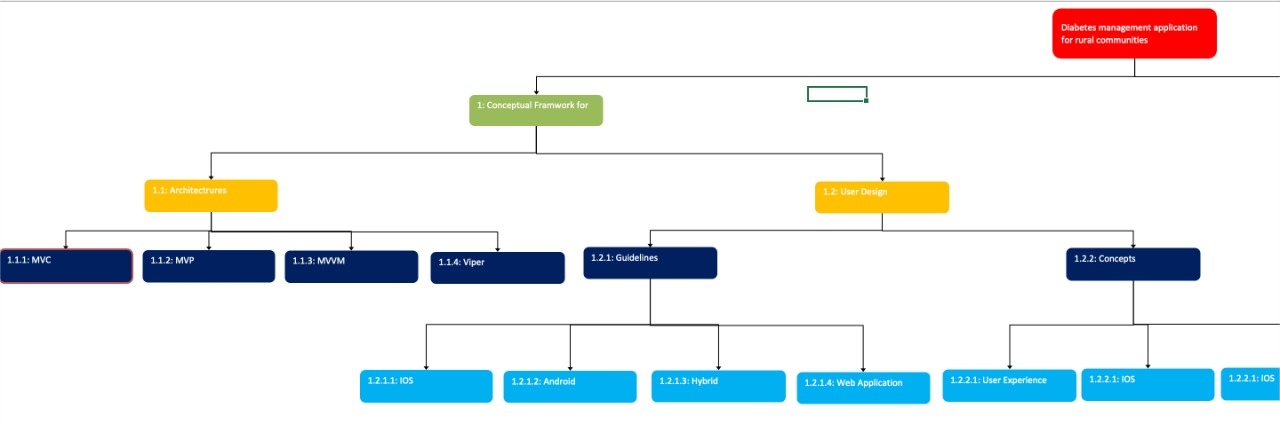 Diabetes management application
for rural communities
1: Conceptual Framwork for
1.1: Architectrures
1.2: User Design
1.1.1: MVC
1.1.2: MVP
1.1.3: MVVM
1.1.4: Viper
1.2.1: Guidelines
1.2.2: Concepts
1.2.1.1: IOS
1.2.1.2: Android
1.2.1.3: Hybrid
1.2.1.4: Web Application
1.2.2.1: User Experience
1.2.2.1: IOS
1.2.2.1: IOS